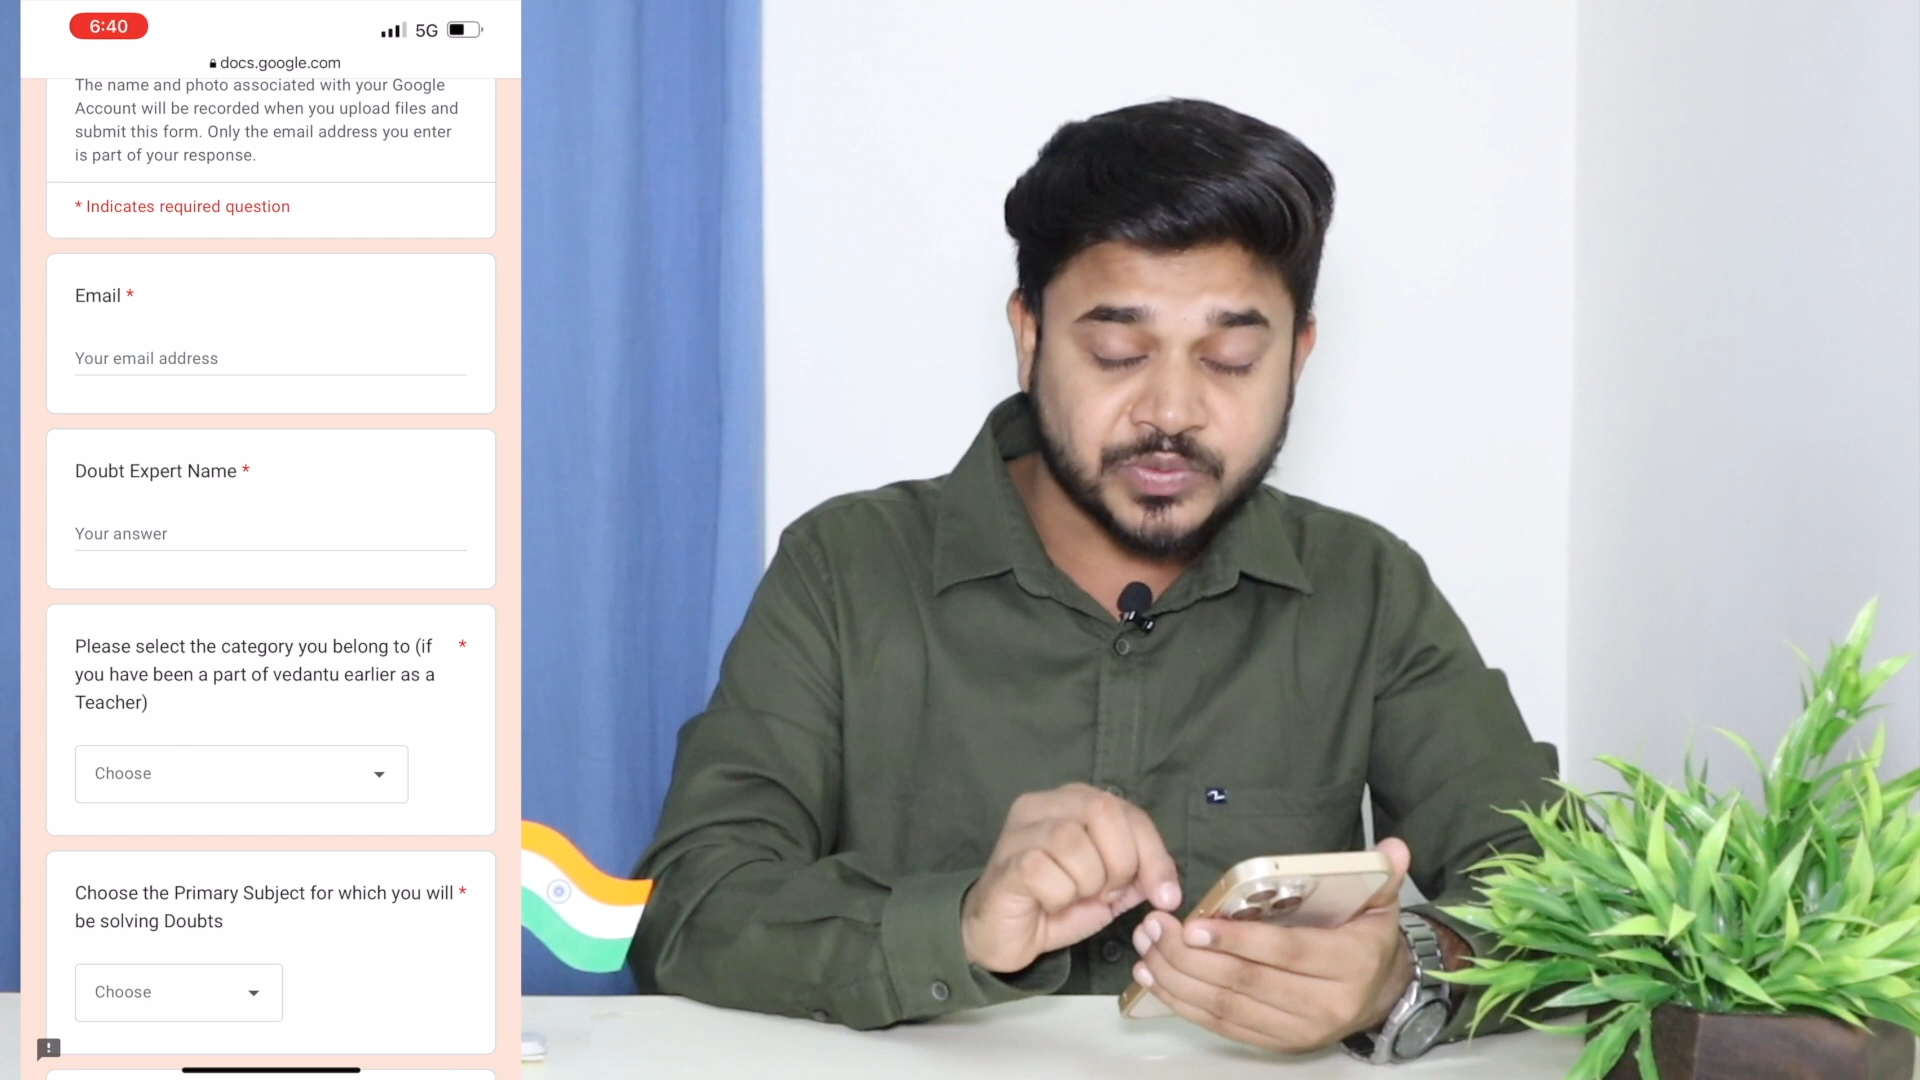 6:40
5G
docs.google.com
The name and photo associated with your Google
Account will be recorded when you upload files and
submit this form. Only the email address you enter
is part of your response.
* Indicates required question
Email *
Your email address
Doubt Expert Name *
Your answer
Please select the category you belong to (if *
you have been a part of vedantu earlier as a
Teacher)
Choose
Choose the Primary Subject for which you will *
be solving Doubts
Choose